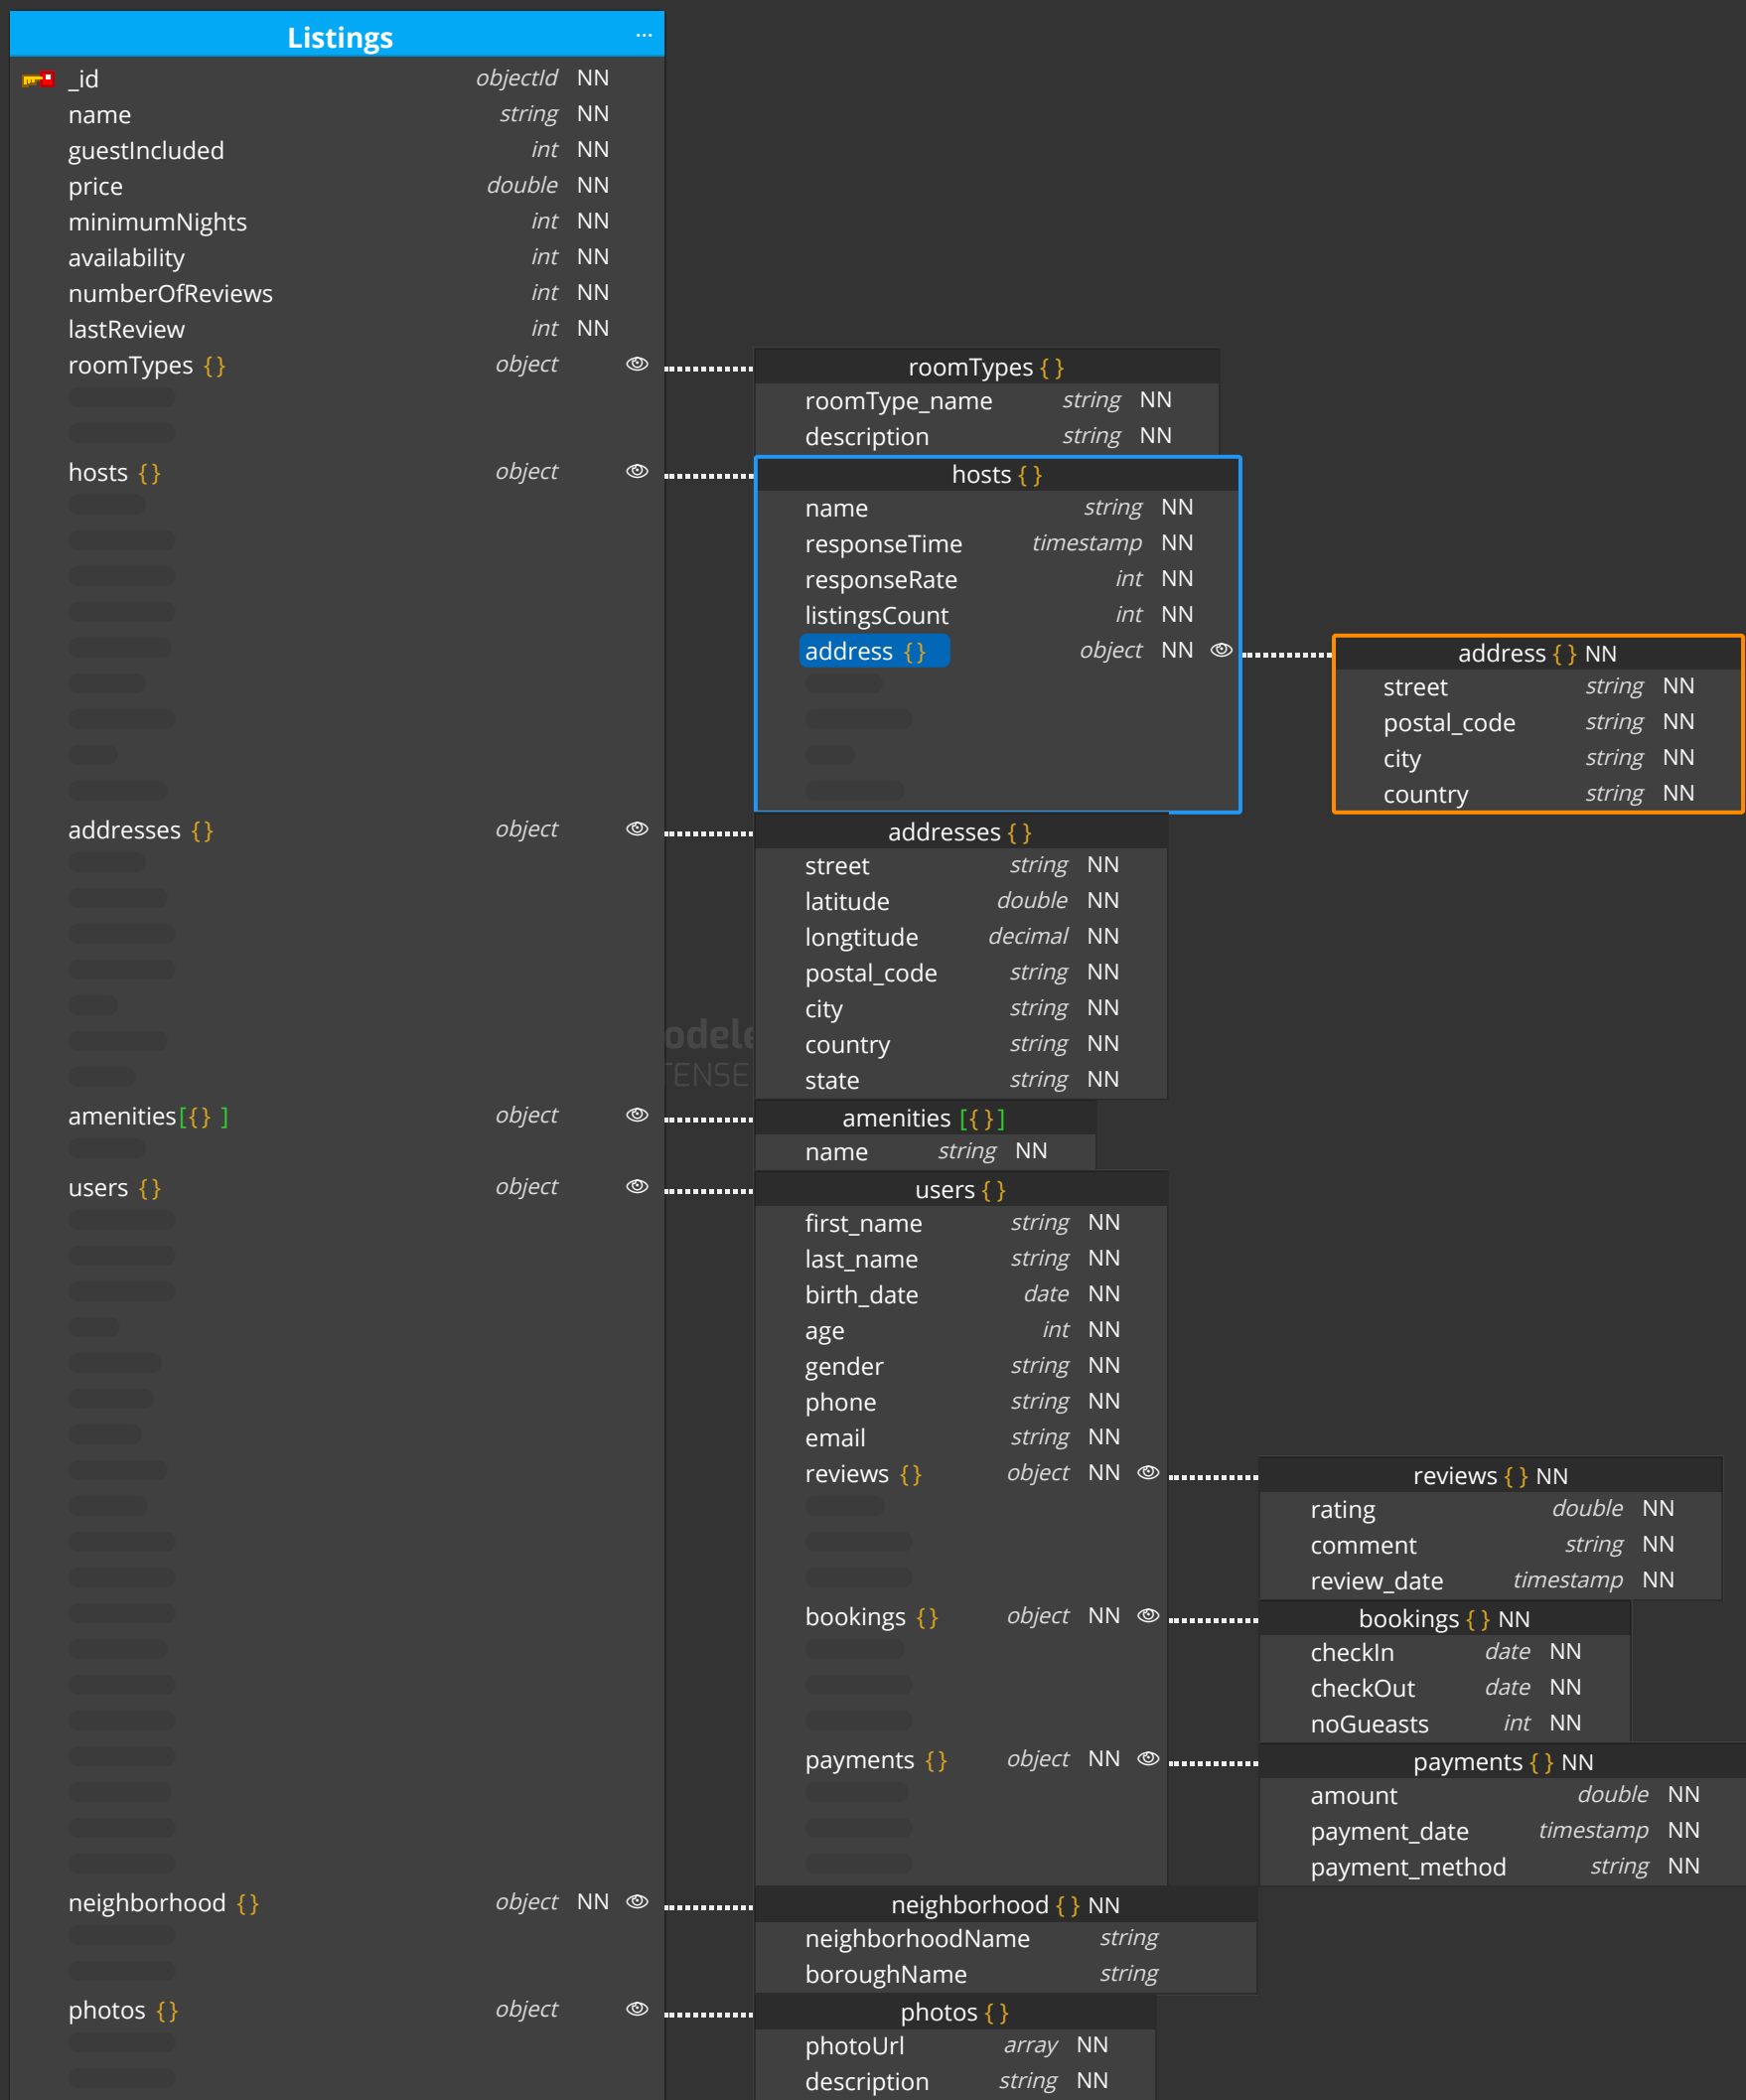 Listings ...
_id objectId NN
name string NN
guestIncluded int NN
price double NN
minimumNights int NN
availability int NN
numberOfReviews int NN
lastReview int NN
roomTypes {} object
roomTypes { }
roomType_name string NN
description string NN
hosts {} object
hosts { }
name string NN
responseTime timestamp NN
responseRate int NN
listingsCount int NN
address {} object NN
address { } NN
street string NN
postal_code string NN
city string NN
country string NN
addresses {} object
addresses { }
street string NN
latitude double NN
longtitude decimal NN
postal_code string NN
city string NN
country string NN
state string NN
amenities[{} ] object
amenities [{ }]
name string NN
users {} object
users { }
first_name string NN
last_name string NN
birth_date date NN
age int NN
gender string NN
phone string NN
email string NN
reviews {} object NN
reviews { } NN
rating double NN
comment string NN
review_date timestamp NN
bookings {} object NN
bookings { } NN
checkIn date NN
checkOut date NN
noGueasts int NN
payments {} object NN
payments { } NN
amount double NN
payment_date timestamp NN
payment_method string NN
neighborhood {} object NN
neighborhood { } NN
neighborhoodName string
boroughName string
photos {} object
photos { }
photoUrl array NN
description string NN